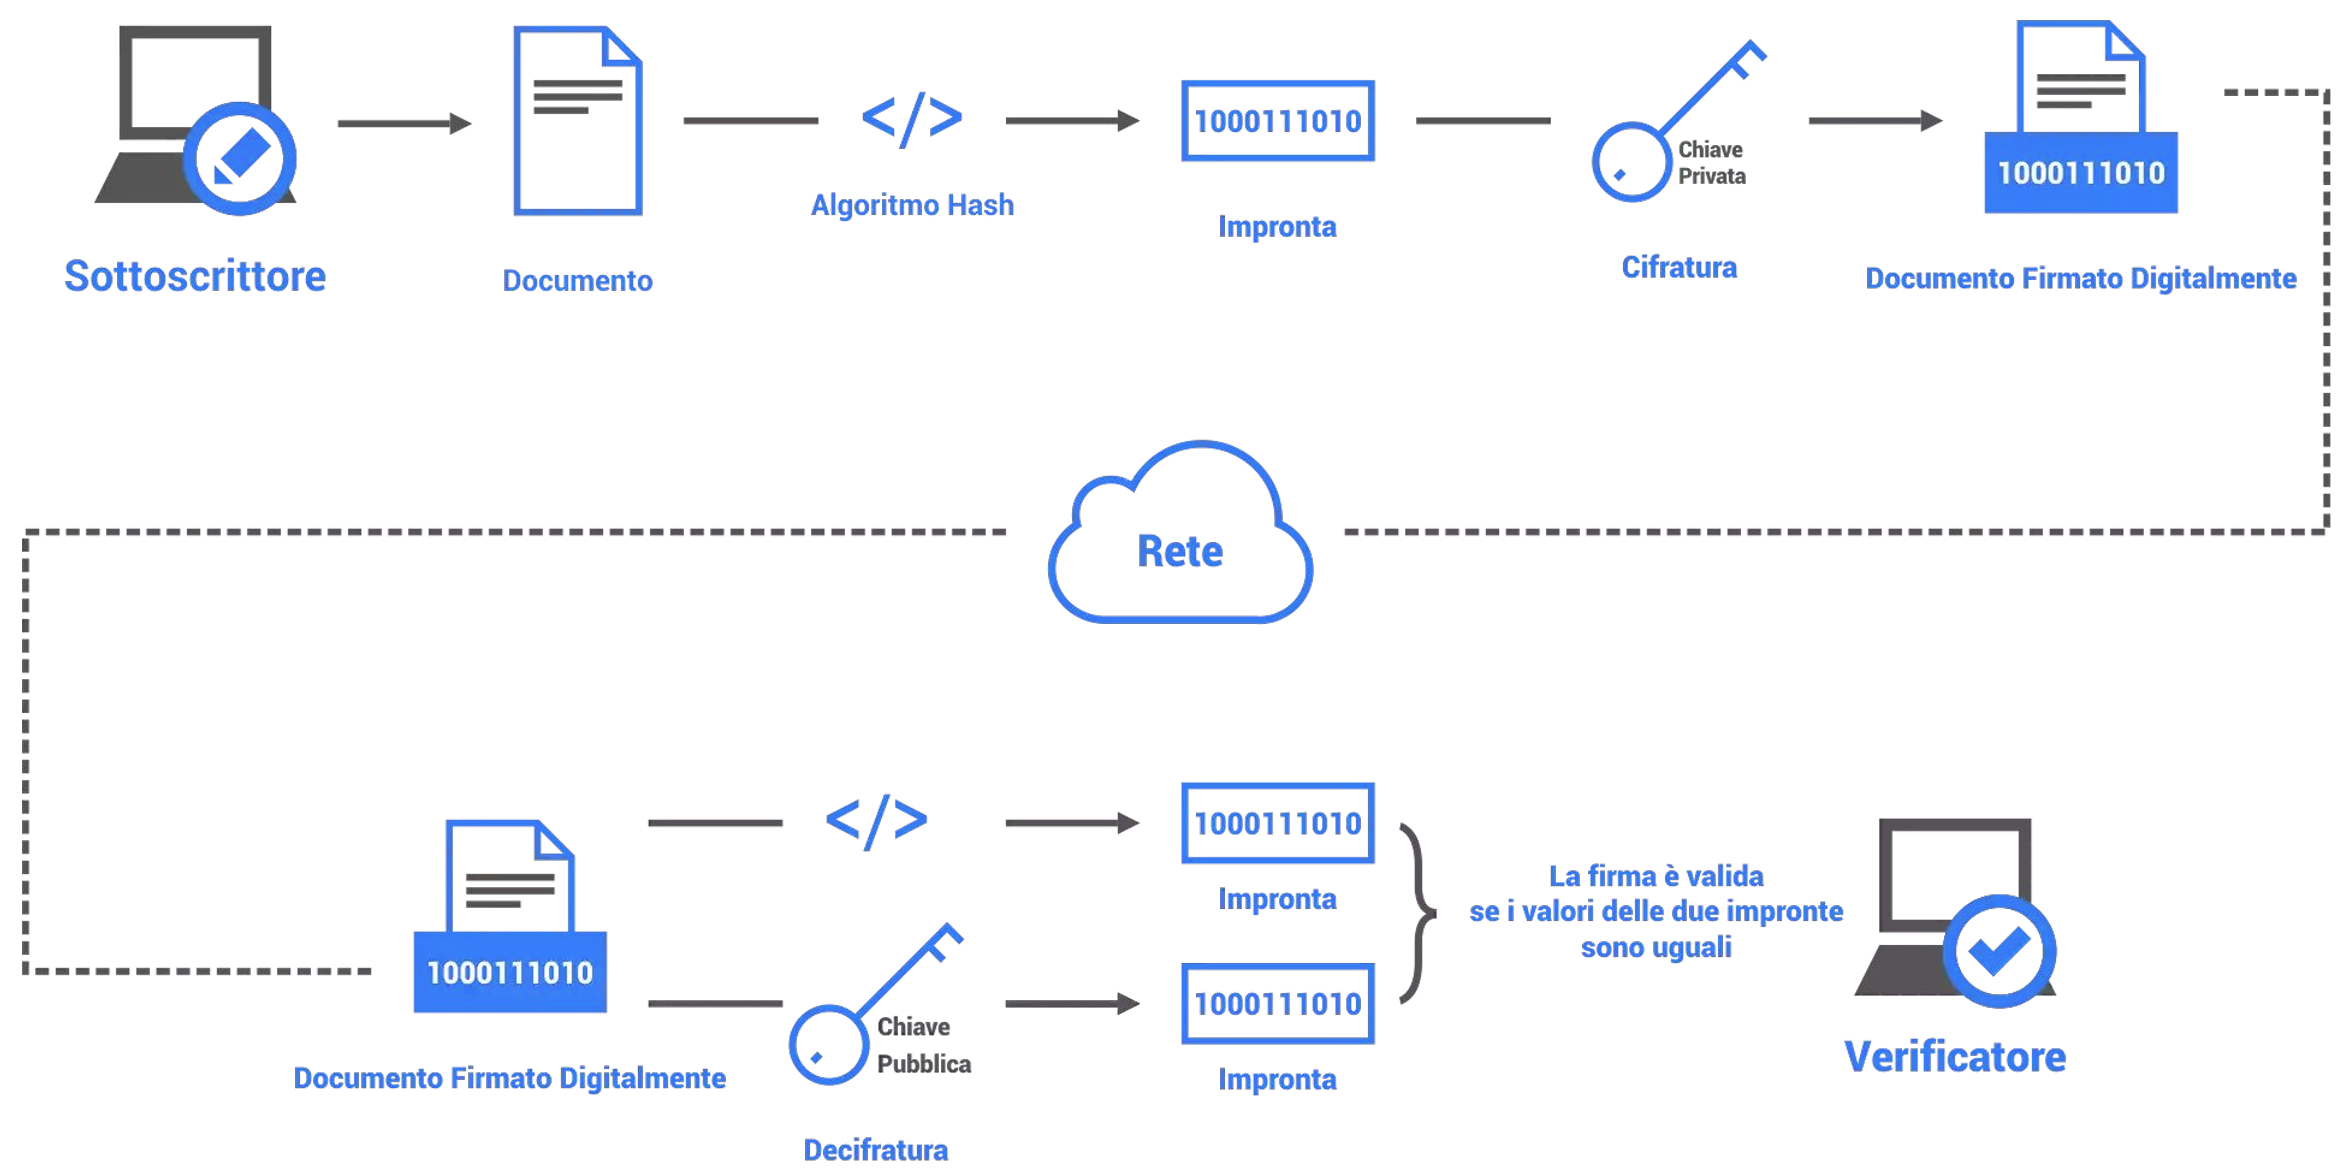 </>
1000111010
Chiave
Privata
1000111010
Algoritmo Hash
Impronta
Sottoscrittore
Documento
Cifratura
Documento Firmato Digitalmente
Rete
</>
1000111010
Impronta
La firma è valida
se i valori delle due impronte
sono uguali
1000111010
Chiave
Pubblica
1000111010
Documento Firmato Digitalmente
Impronta
Decifratura
Verificatore